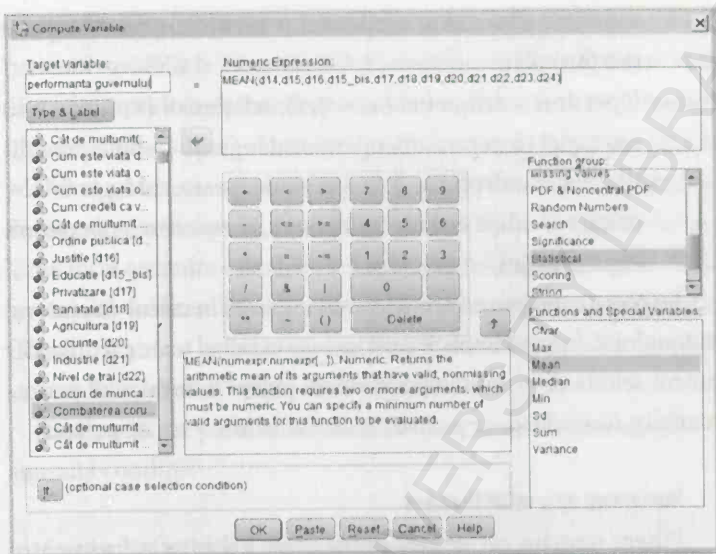 Compute Variable
Target Variable:
performanta guvernului
=
Numeric Expression:
MEAN(d14,d15,d16,d15_bis,d17,d18,d19,d20,d21,d22,d23,d24)
Type & Label...
Cât de multumit(...
Cum este viata d...
Cum este viata o...
Cum este viata o...
Cum credeti ca v...
Cât de multumit ...
Ordine publica [d...
Justitie [d16]
Educatie [d15_bis]
Privatizare [d17]
Sanatate [d18]
Agricultura [d19]
Locuinte [d20]
Industrie [d21]
Nivel de trai [d22]
Locuri de munca ...
Combaterea coru...
Cât de multumit ...
Cât de multumit ...
+ < > 7 8 9
- <= >= 4 5 6
* = ~= 1 2 3
/ & | 0
** ~ ( ) Delete
MEAN(numexpr,numexpr[,..]). Numeric. Returns the
arithmetic mean of its arguments that have valid, nonmissing
values. This function requires two or more arguments, which
must be numeric. You can specify a minimum number of
valid arguments for this function to be evaluated.
Function group:
Missing Values
PDF & Noncentral PDF
Random Numbers
Search
Significance
Statistical
Scoring
String
Functions and Special Variables:
Cfvar
Max
Mean
Median
Min
Sd
Sum
Variance
If... (optional case selection condition)
OK Paste Reset Cancel Help
UNIVERSITY LIBRA